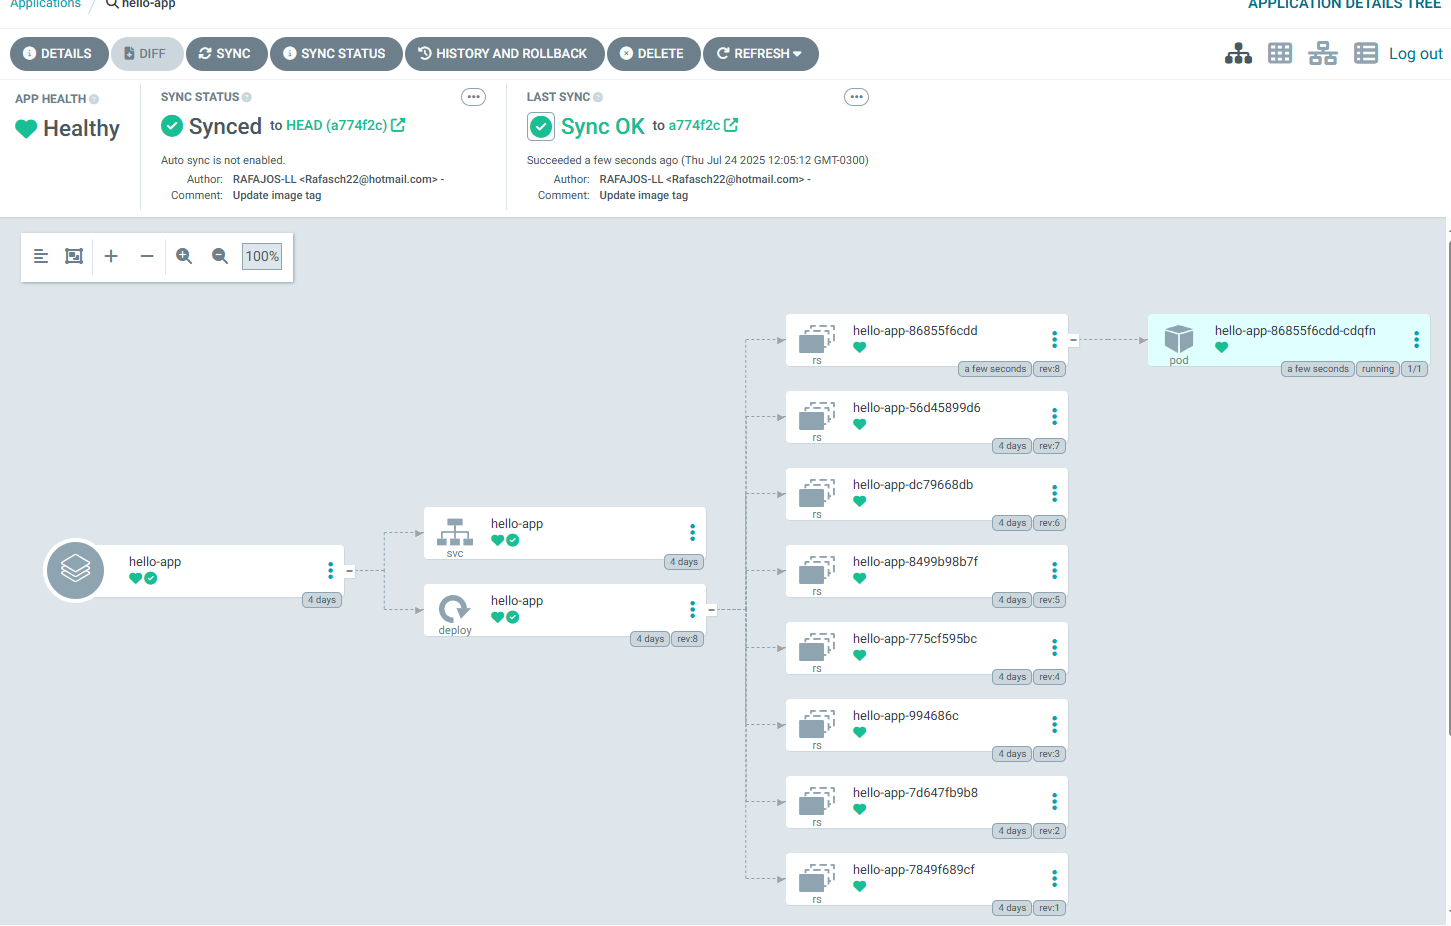 Applications / hello-app
APPLICATION DETAILS TREE
DETAILS DIFF SYNC SYNC STATUS HISTORY AND ROLLBACK DELETE REFRESH Log out
APP HEALTH
Healthy
SYNC STATUS
Synced to HEAD (a774f2c)
Auto sync is not enabled.
Author: RAFAJOS-LL <Rafasch22@hotmail.com> -
Comment: Update image tag
LAST SYNC
Sync OK to a774f2c
Succeeded a few seconds ago (Thu Jul 24 2025 12:05:12 GMT-0300)
Author: RAFAJOS-LL <Rafasch22@hotmail.com> -
Comment: Update image tag
100%
hello-app
4 days
hello-app
svc
4 days
hello-app
deploy
4 days rev:8
hello-app-86855f6cdd
rs
a few seconds rev:8
hello-app-86855f6cdd-cdqfn
pod
a few seconds running 1/1
hello-app-56d45899d6
rs
4 days rev:7
hello-app-dc79668db
rs
4 days rev:6
hello-app-8499b98b7f
rs
4 days rev:5
hello-app-775cf595bc
rs
4 days rev:4
hello-app-994686c
rs
4 days rev:3
hello-app-7d647fb9b8
rs
4 days rev:2
hello-app-7849f689cf
rs
4 days rev:1